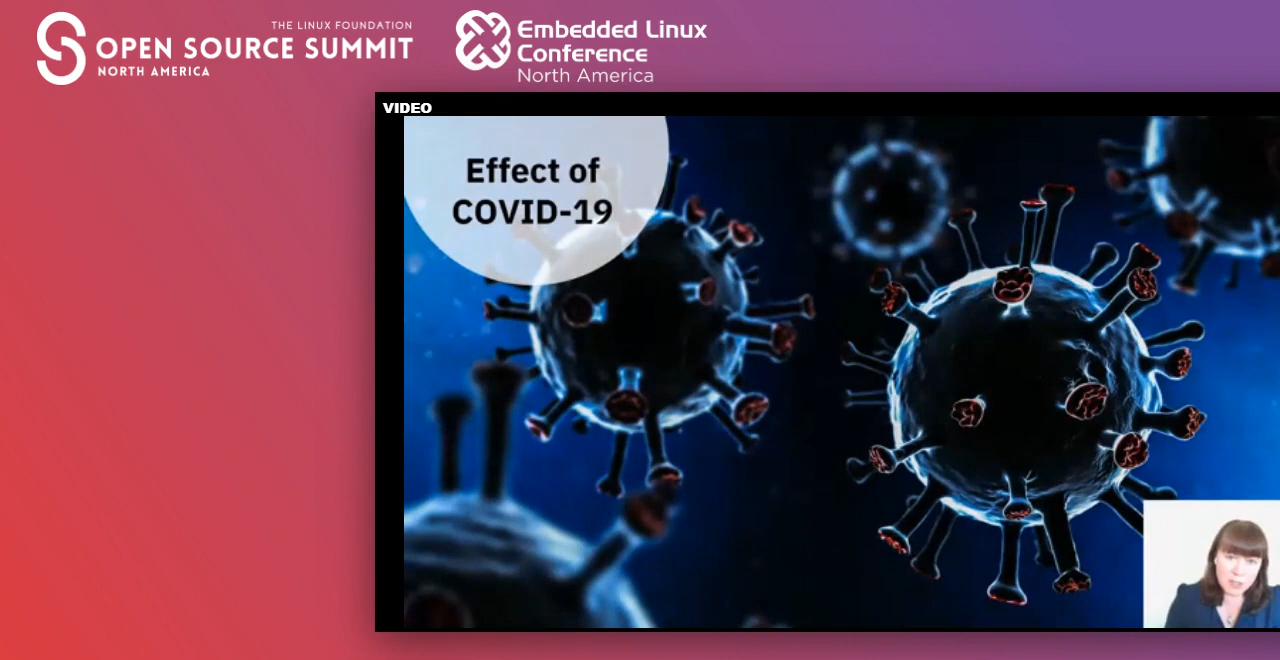 THE LINUX FOUNDATION
OPEN SOURCE SUMMIT
NORTH AMERICA
Embedded Linux
Conference
North America
VIDEO
Effect of
COVID-19